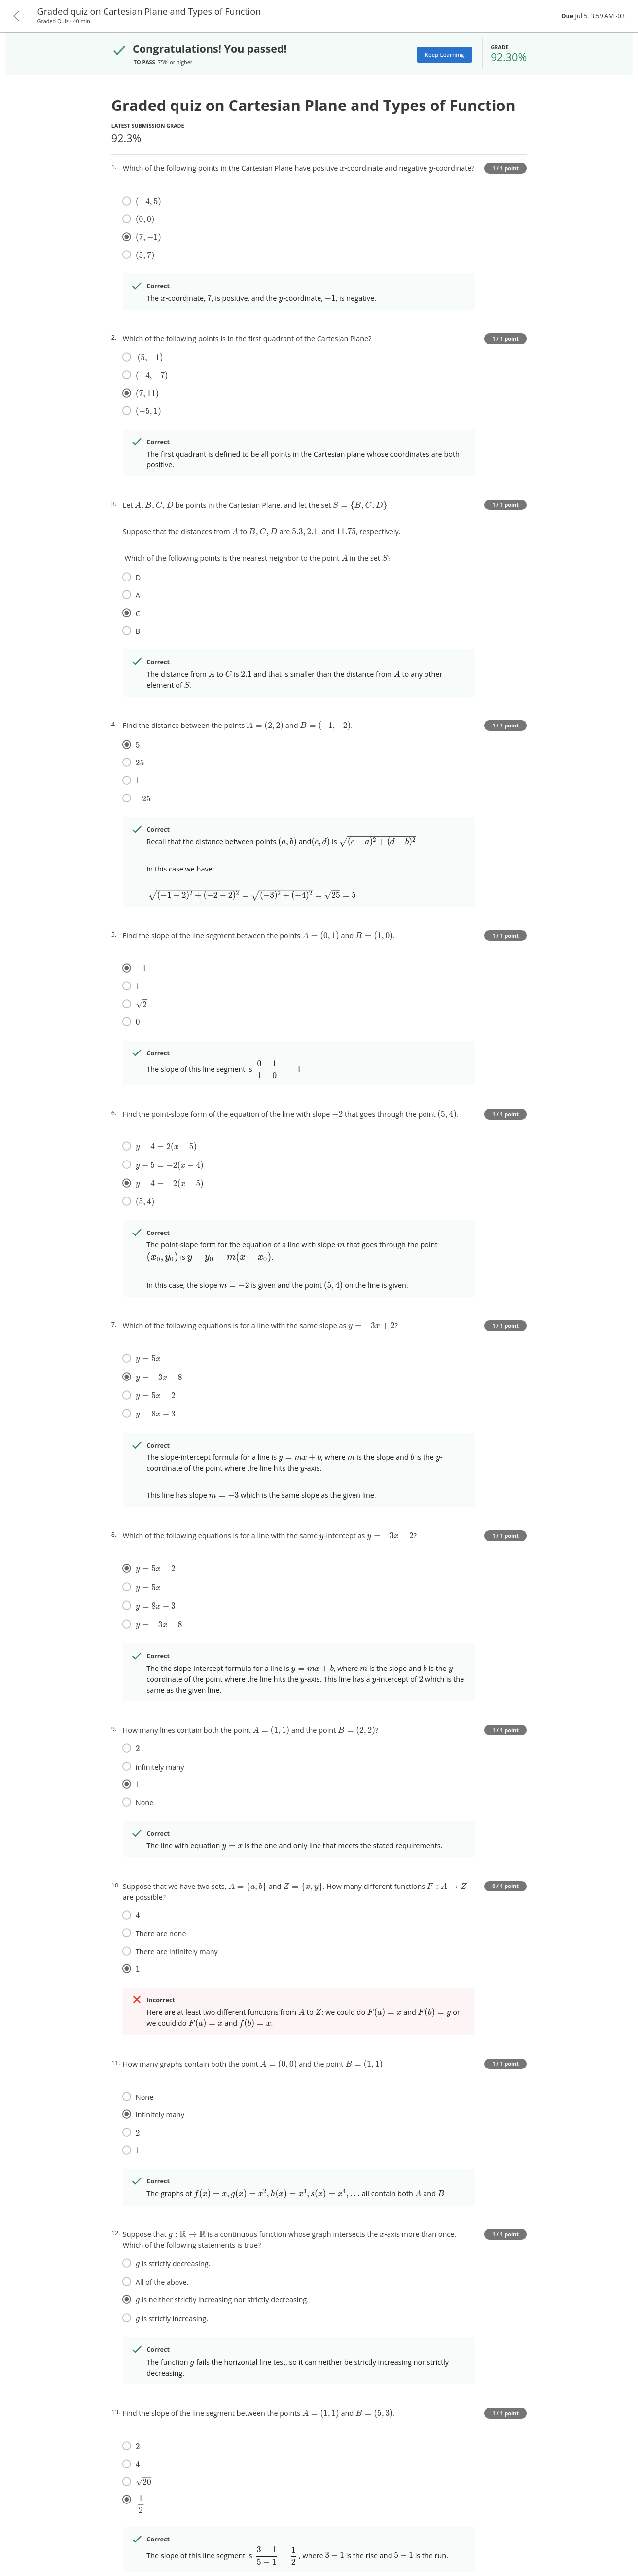 Graded quiz on Cartesian Plane and Types of Function
Graded Quiz • 40 min
Due Jul 5, 3:59 AM -03
Congratulations! You passed!
TO PASS 75% or higher
Keep Learning
GRADE
92.30%
Graded quiz on Cartesian Plane and Types of Function
LATEST SUBMISSION GRADE
92.3%
1. Which of the following points in the Cartesian Plane have positive x-coordinate and negative y-coordinate?
1 / 1 point
(−4, 5)
(0, 0)
(7, −1)
(5, 7)
Correct
The x-coordinate, 7, is positive, and the y-coordinate, −1, is negative.
2. Which of the following points is in the first quadrant of the Cartesian Plane?
1 / 1 point
(5, −1)
(−4, −7)
(7, 11)
(−5, 1)
Correct
The first quadrant is defined to be all points in the Cartesian plane whose coordinates are both
positive.
3. Let A, B, C, D be points in the Cartesian Plane, and let the set S = {B, C, D}
1 / 1 point
Suppose that the distances from A to B, C, D are 5.3, 2.1, and 11.75, respectively.
Which of the following points is the nearest neighbor to the point A in the set S?
D
A
C
B
Correct
The distance from A to C is 2.1 and that is smaller than the distance from A to any other
element of S.
4. Find the distance between the points A = (2, 2) and B = (−1, −2).
1 / 1 point
5
25
1
−25
Correct
Recall that the distance between points (a, b) and(c, d) is √(c − a)² + (d − b)²
In this case we have:
√(−1 − 2)² + (−2 − 2)² = √(−3)² + (−4)² = √25 = 5
5. Find the slope of the line segment between the points A = (0, 1) and B = (1, 0).
1 / 1 point
−1
1
√2
0
Correct
The slope of this line segment is 0 − 1 / 1 − 0 = −1
6. Find the point-slope form of the equation of the line with slope −2 that goes through the point (5, 4).
1 / 1 point
y − 4 = 2(x − 5)
y − 5 = −2(x − 4)
y − 4 = −2(x − 5)
(5, 4)
Correct
The point-slope form for the equation of a line with slope m that goes through the point
(x₀, y₀) is y − y₀ = m(x − x₀).
In this case, the slope m = −2 is given and the point (5, 4) on the line is given.
7. Which of the following equations is for a line with the same slope as y = −3x + 2?
1 / 1 point
y = 5x
y = −3x − 8
y = 5x + 2
y = 8x − 3
Correct
The slope-intercept formula for a line is y = mx + b, where m is the slope and b is the y-
coordinate of the point where the line hits the y-axis.
This line has slope m = −3 which is the same slope as the given line.
8. Which of the following equations is for a line with the same y-intercept as y = −3x + 2?
1 / 1 point
y = 5x + 2
y = 5x
y = 8x − 3
y = −3x − 8
Correct
The the slope-intercept formula for a line is y = mx + b, where m is the slope and b is the y-
coordinate of the point where the line hits the y-axis. This line has a y-intercept of 2 which is the
same as the given line.
9. How many lines contain both the point A = (1, 1) and the point B = (2, 2)?
1 / 1 point
2
Infinitely many
1
None
Correct
The line with equation y = x is the one and only line that meets the stated requirements.
10. Suppose that we have two sets, A = {a, b} and Z = {x, y}. How many different functions F : A → Z
are possible?
0 / 1 point
4
There are none
There are infinitely many
1
Incorrect
Here are at least two different functions from A to Z: we could do F(a) = x and F(b) = y or
we could do F(a) = x and f(b) = x.
11. How many graphs contain both the point A = (0, 0) and the point B = (1, 1)
1 / 1 point
None
Infinitely many
2
1
Correct
The graphs of f(x) = x, g(x) = x², h(x) = x³, s(x) = x⁴, . . . all contain both A and B
12. Suppose that g : ℝ → ℝ is a continuous function whose graph intersects the x-axis more than once.
Which of the following statements is true?
1 / 1 point
g is strictly decreasing.
All of the above.
g is neither strictly increasing nor strictly decreasing.
g is strictly increasing.
Correct
The function g fails the horizontal line test, so it can neither be strictly increasing nor strictly
decreasing.
13. Find the slope of the line segment between the points A = (1, 1) and B = (5, 3).
1 / 1 point
2
4
√20
1/2
Correct
The slope of this line segment is 3 − 1 / 5 − 1 = 1/2, where 3 − 1 is the rise and 5 − 1 is the run.